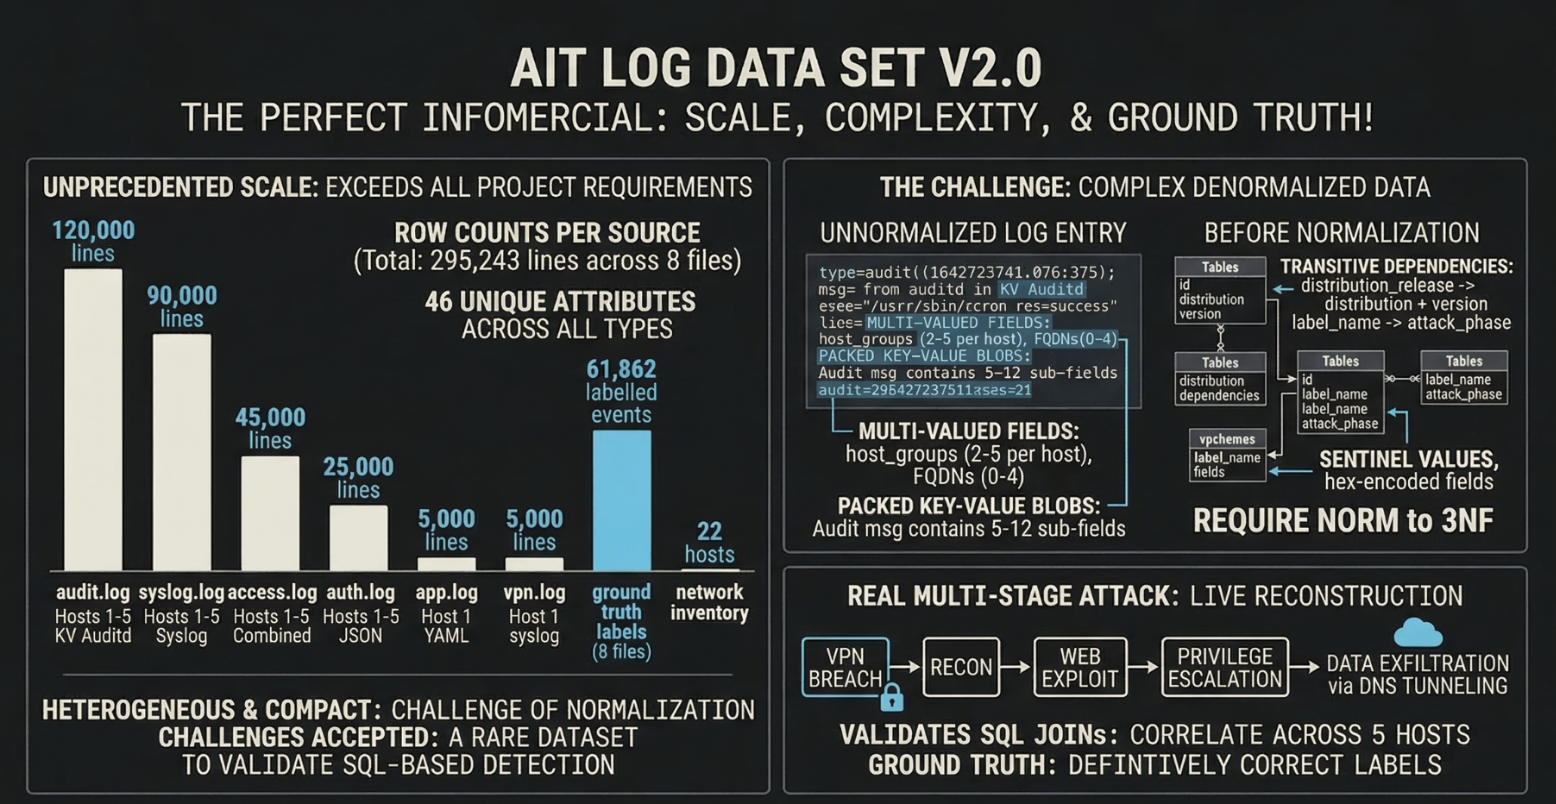 AIT LOG DATA SET V2.0
THE PERFECT INFOMERCIAL: SCALE, COMPLEXITY, & GROUND TRUTH!
UNPRECEDENTED SCALE: EXCEEDS ALL PROJECT REQUIREMENTS
ROW COUNTS PER SOURCE
(Total: 295,243 lines across 8 files)
46 UNIQUE ATTRIBUTES
ACROSS ALL TYPES
120,000
lines
90,000
lines
45,000
lines
25,000
lines
5,000
lines
5,000
lines
61,862
labelled
events
22
hosts
audit.log
Hosts 1-5
KV Auditd
syslog.log
Hosts 1-5
Syslog
access.log
Hosts 1-5
Combined
auth.log
Hosts 1-5
JSON
app.log
Host 1
YAML
vpn.log
Host 1
syslog
ground
truth
labels
(8 files)
network
inventory
HETEROGENEOUS & COMPACT: CHALLENGE OF NORMALIZATION
CHALLENGES ACCEPTED: A RARE DATASET
TO VALIDATE SQL-BASED DETECTION
THE CHALLENGE: COMPLEX DENORMALIZED DATA
UNNORMALIZED LOG ENTRY
type=audit((1642723741.076:375);
msg= from auditd in KV Auditd
esee="/usrr/sbin/ccron res=success"
lies= MULTI-VALUED FIELDS:
host_groups (2-5 per host), FQDNs(0-4)
PACKED KEY-VALUE BLOBS:
Audit msg contains 5-12 sub-fields
MULTI-VALUED FIELDS:
host_groups (2-5 per host),
FQDNs (0-4)
PACKED KEY-VALUE BLOBS:
Audit msg contains 5-12 sub-fields
BEFORE NORMALIZATION
Tables
id
distribution
version
TRANSITIVE DEPENDENCIES:
distribution_release ->
distribution + version
label_name -> attack_phase
Tables
distribution
dependencies
Tables
id
label_name
label_name
attack_phase
Tables
label_name
attack_phase
vpchemes
label_name
fields
SENTINEL VALUES,
hex-encoded fields
REQUIRE NORM to 3NF
REAL MULTI-STAGE ATTACK: LIVE RECONSTRUCTION
VPN
BREACH
RECON
WEB
EXPLOIT
PRIVILEGE
ESCALATION
DATA EXFILTRATION
via DNS TUNNELING
VALIDATES SQL JOINs: CORRELATE ACROSS 5 HOSTS
GROUND TRUTH: DEFINTIVELY CORRECT LABELS